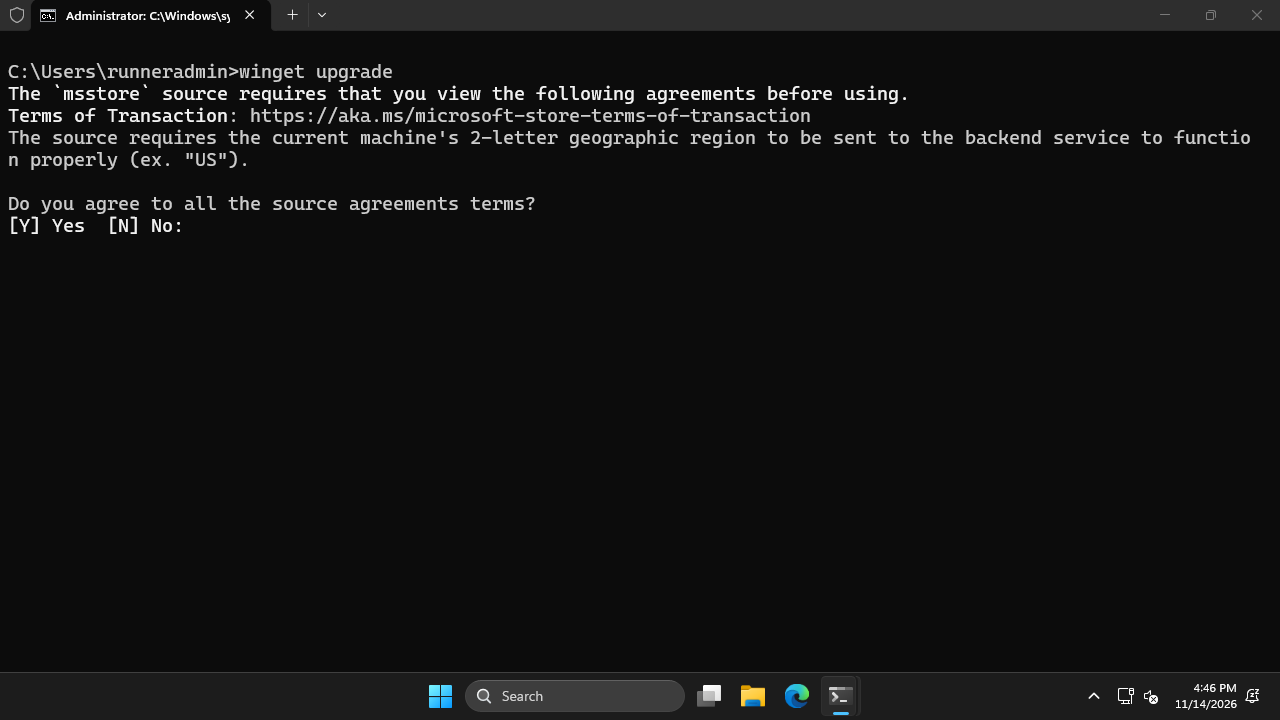 Administrator: C:\Windows\sy
C:\Users\runneradmin>winget upgrade
The `msstore` source requires that you view the following agreements before using.
Terms of Transaction: https://aka.ms/microsoft-store-terms-of-transaction
The source requires the current machine's 2-letter geographic region to be sent to the backend service to functio
n properly (ex. "US").
Do you agree to all the source agreements terms?
[Y] Yes  [N] No:
Search
4:46 PM
11/14/2026